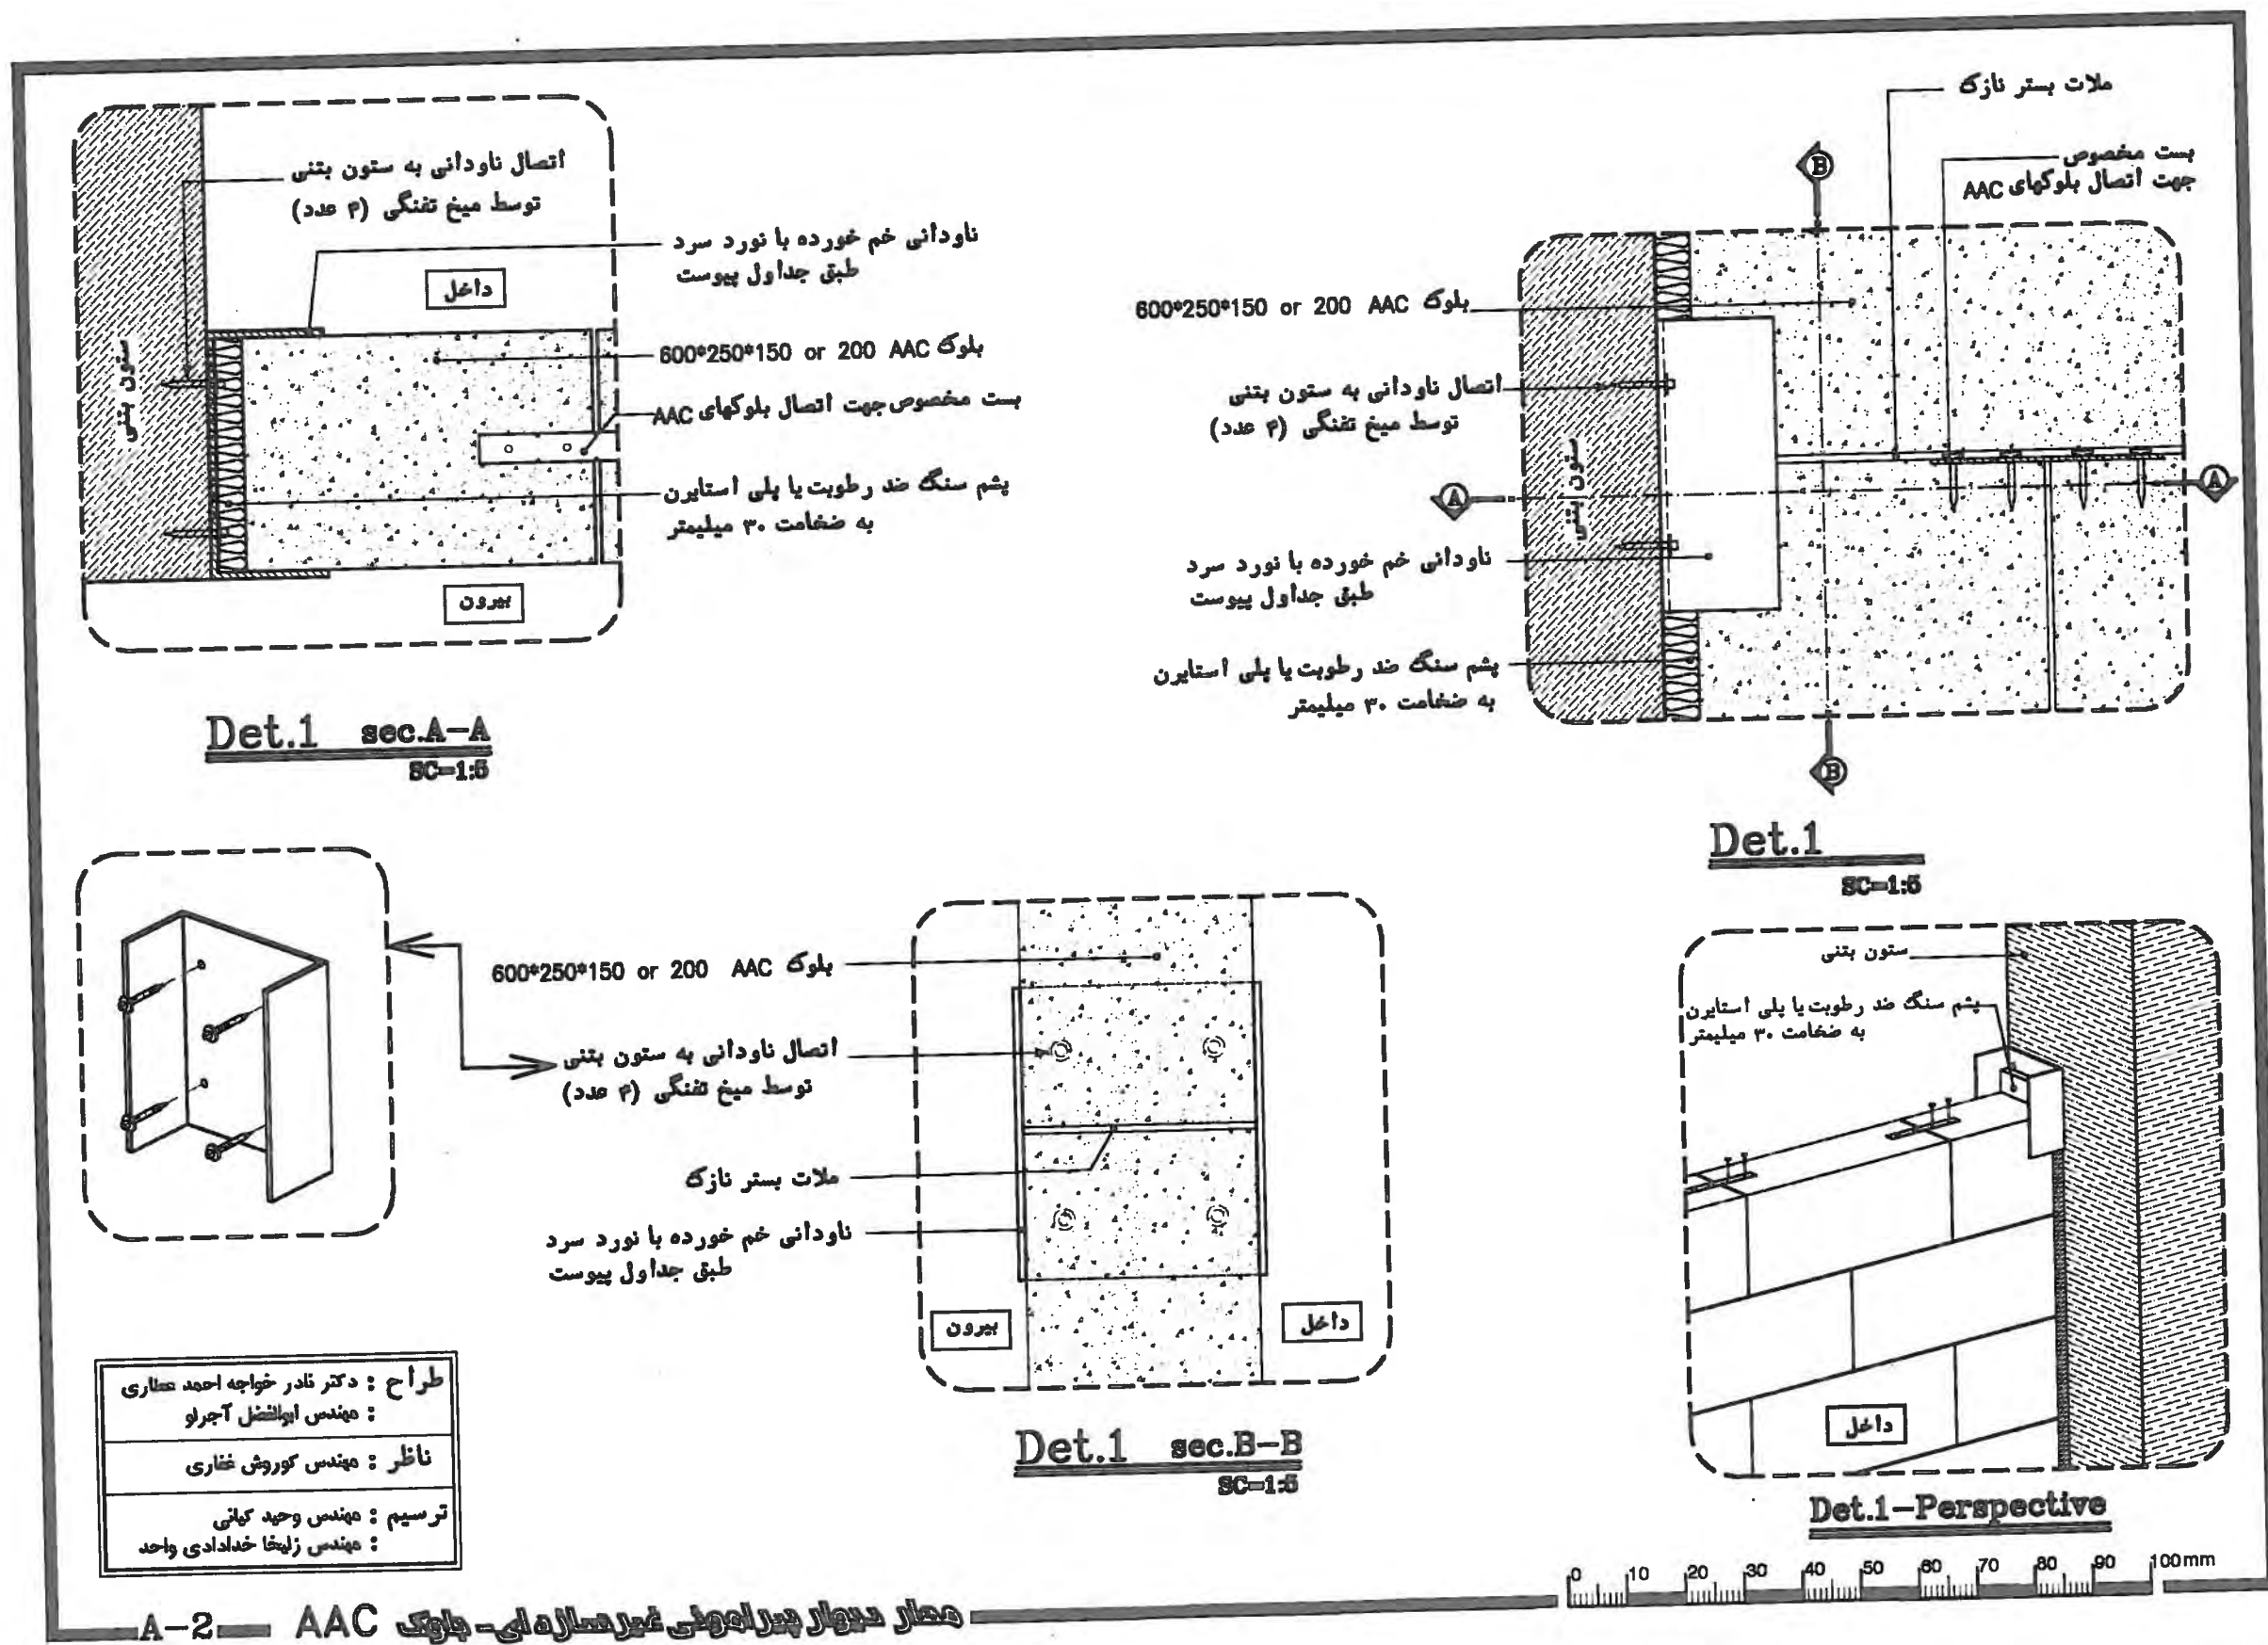 اتصال ناودانی به ستون بتنی
توسط میخ تفنگی (۴ عدد)
ناودانی خم خورده با نورد سرد
طبق جداول پیوست
داخل
ستون بتنی
بلوک 600*250*150 or 200 AAC
بست مخصوص جهت اتصال بلوکهای AAC
پشم سنگ ضد رطوبت یا پلی استایرن
به ضخامت ۳۰ میلیمتر
بیرون
Det.1 sec.A-A
SC=1:5
ملات بستر نازک
بست مخصوص
جهت اتصال بلوکهای AAC
B
بلوک 600*250*150 or 200 AAC
اتصال ناودانی به ستون بتنی
توسط میخ تفنگی (۴ عدد)
ستون بتنی
A
A
ناودانی خم خورده با نورد سرد
طبق جداول پیوست
پشم سنگ ضد رطوبت یا پلی استایرن
به ضخامت ۳۰ میلیمتر
B
Det.1
SC=1:5
بلوک 600*250*150 or 200 AAC
اتصال ناودانی به ستون بتنی
توسط میخ تفنگی (۴ عدد)
ملات بستر نازک
ناودانی خم خورده با نورد سرد
طبق جداول پیوست
بیرون
داخل
Det.1 sec.B-B
SC=1:5
ستون بتنی
پشم سنگ ضد رطوبت یا پلی استایرن
به ضخامت ۳۰ میلیمتر
داخل
Det.1-Perspective
طراح : دکتر نادر خواجه احمد عطاری
: مهندس ابوالفضل آجرلو
ناظر : مهندس کوروش غفاری
ترسیم : مهندس وحید کیانی
: مهندس زلیخا خدادادی واحد
0 10 20 30 40 50 60 70 80 90 100mm
مهار دیوار پیرامونی غیرسازه ای- بلوک AAC
A-2